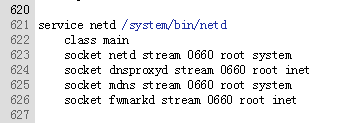 620
621 service netd /system/bin/netd
622 class main
623 socket netd stream 0660 root system
624 socket dnsproxyd stream 0660 root inet
625 socket mdns stream 0660 root system
626 socket fwmarkd stream 0660 root inet
627